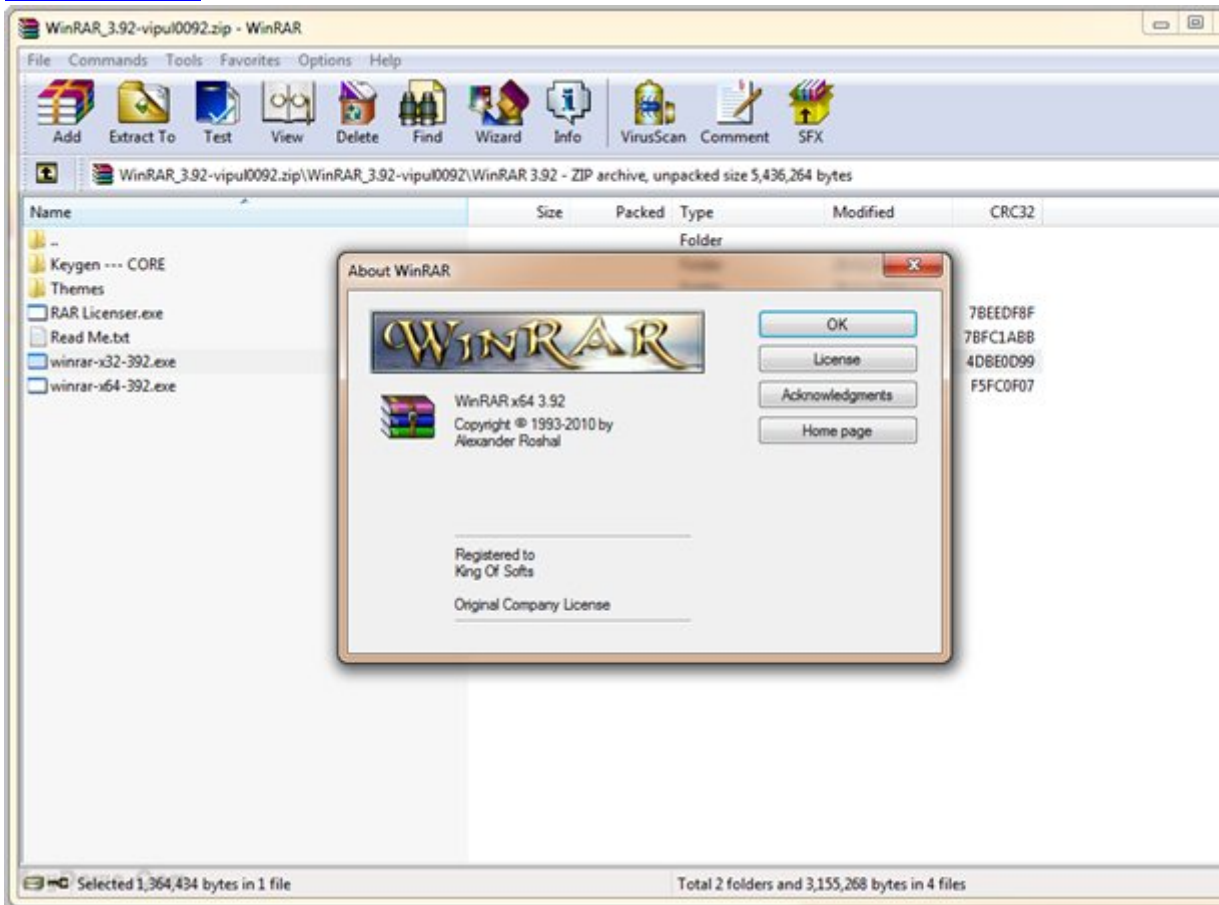 WinRAR_3.92-vipul0092.zip - WinRAR
File Commands Tools Favorites Options Help
Add Extract To Test View Delete Find Wizard Info VirusScan Comment SFX
WinRAR_3.92-vipul0092.zip\WinRAR_3.92-vipul0092\WinRAR 3.92 - ZIP archive, unpacked size 5,436,264 bytes
Name Size Packed Type Modified CRC32
.. Folder
Keygen --- CORE
Themes
RAR Licenser.exe 7BEEDF8F
Read Me.txt 7BFC1ABB
winrar-x32-392.exe 4DBE0D99
winrar-x64-392.exe F5FC0F07
About WinRAR
WINRAR
WinRAR x64 3.92
Copyright © 1993-2010 by
Alexander Roshal
Registered to
King Of Softs
Original Company License
OK
License
Acknowledgments
Home page
Selected 1,364,434 bytes in 1 file Total 2 folders and 3,155,268 bytes in 4 files